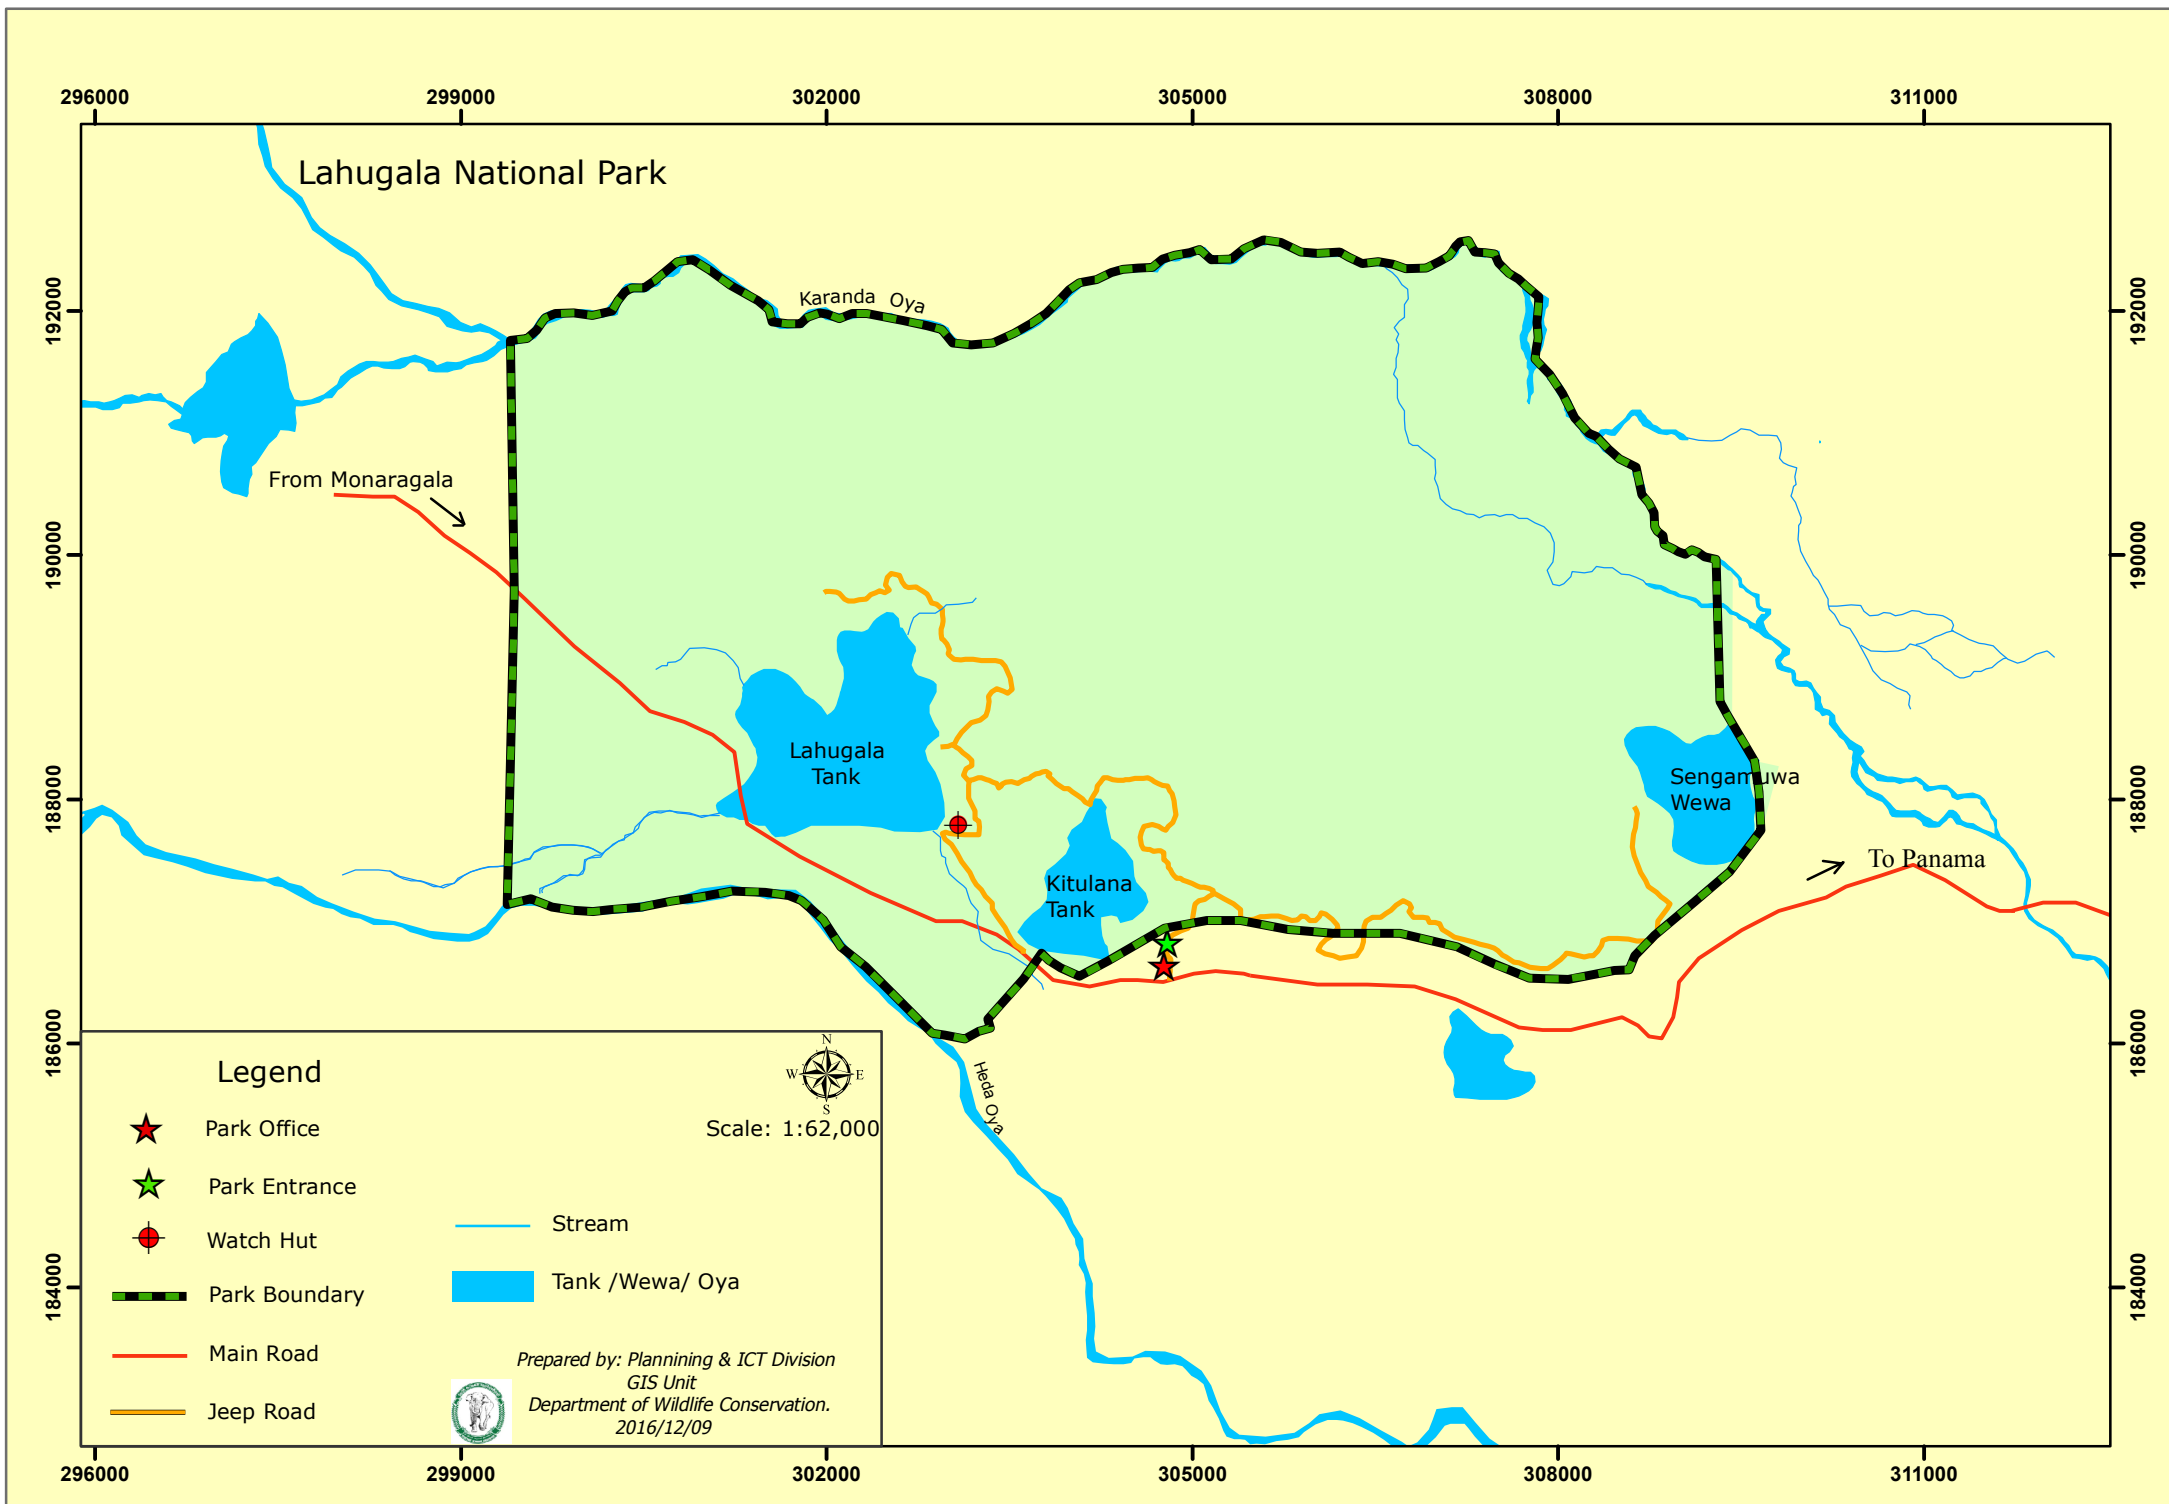 296000 299000 302000 305000 308000 311000
Lahugala National Park
192000
Karanda Oya
192000
From Monaragala
190000
190000
Lahugala
Tank
188000
Sengamuwa
Wewa
188000
To Panama
Kitulana
Tank
186000
186000
Heda Oya
Legend
N
W E
S
Park Office
Scale: 1:62,000
Park Entrance
Watch Hut
Stream
Park Boundary
Tank /Wewa/ Oya
184000
184000
Main Road
Jeep Road
Prepared by: Plannining & ICT Division
GIS Unit
Department of Wildlife Conservation.
2016/12/09
296000 299000 302000 305000 308000 311000